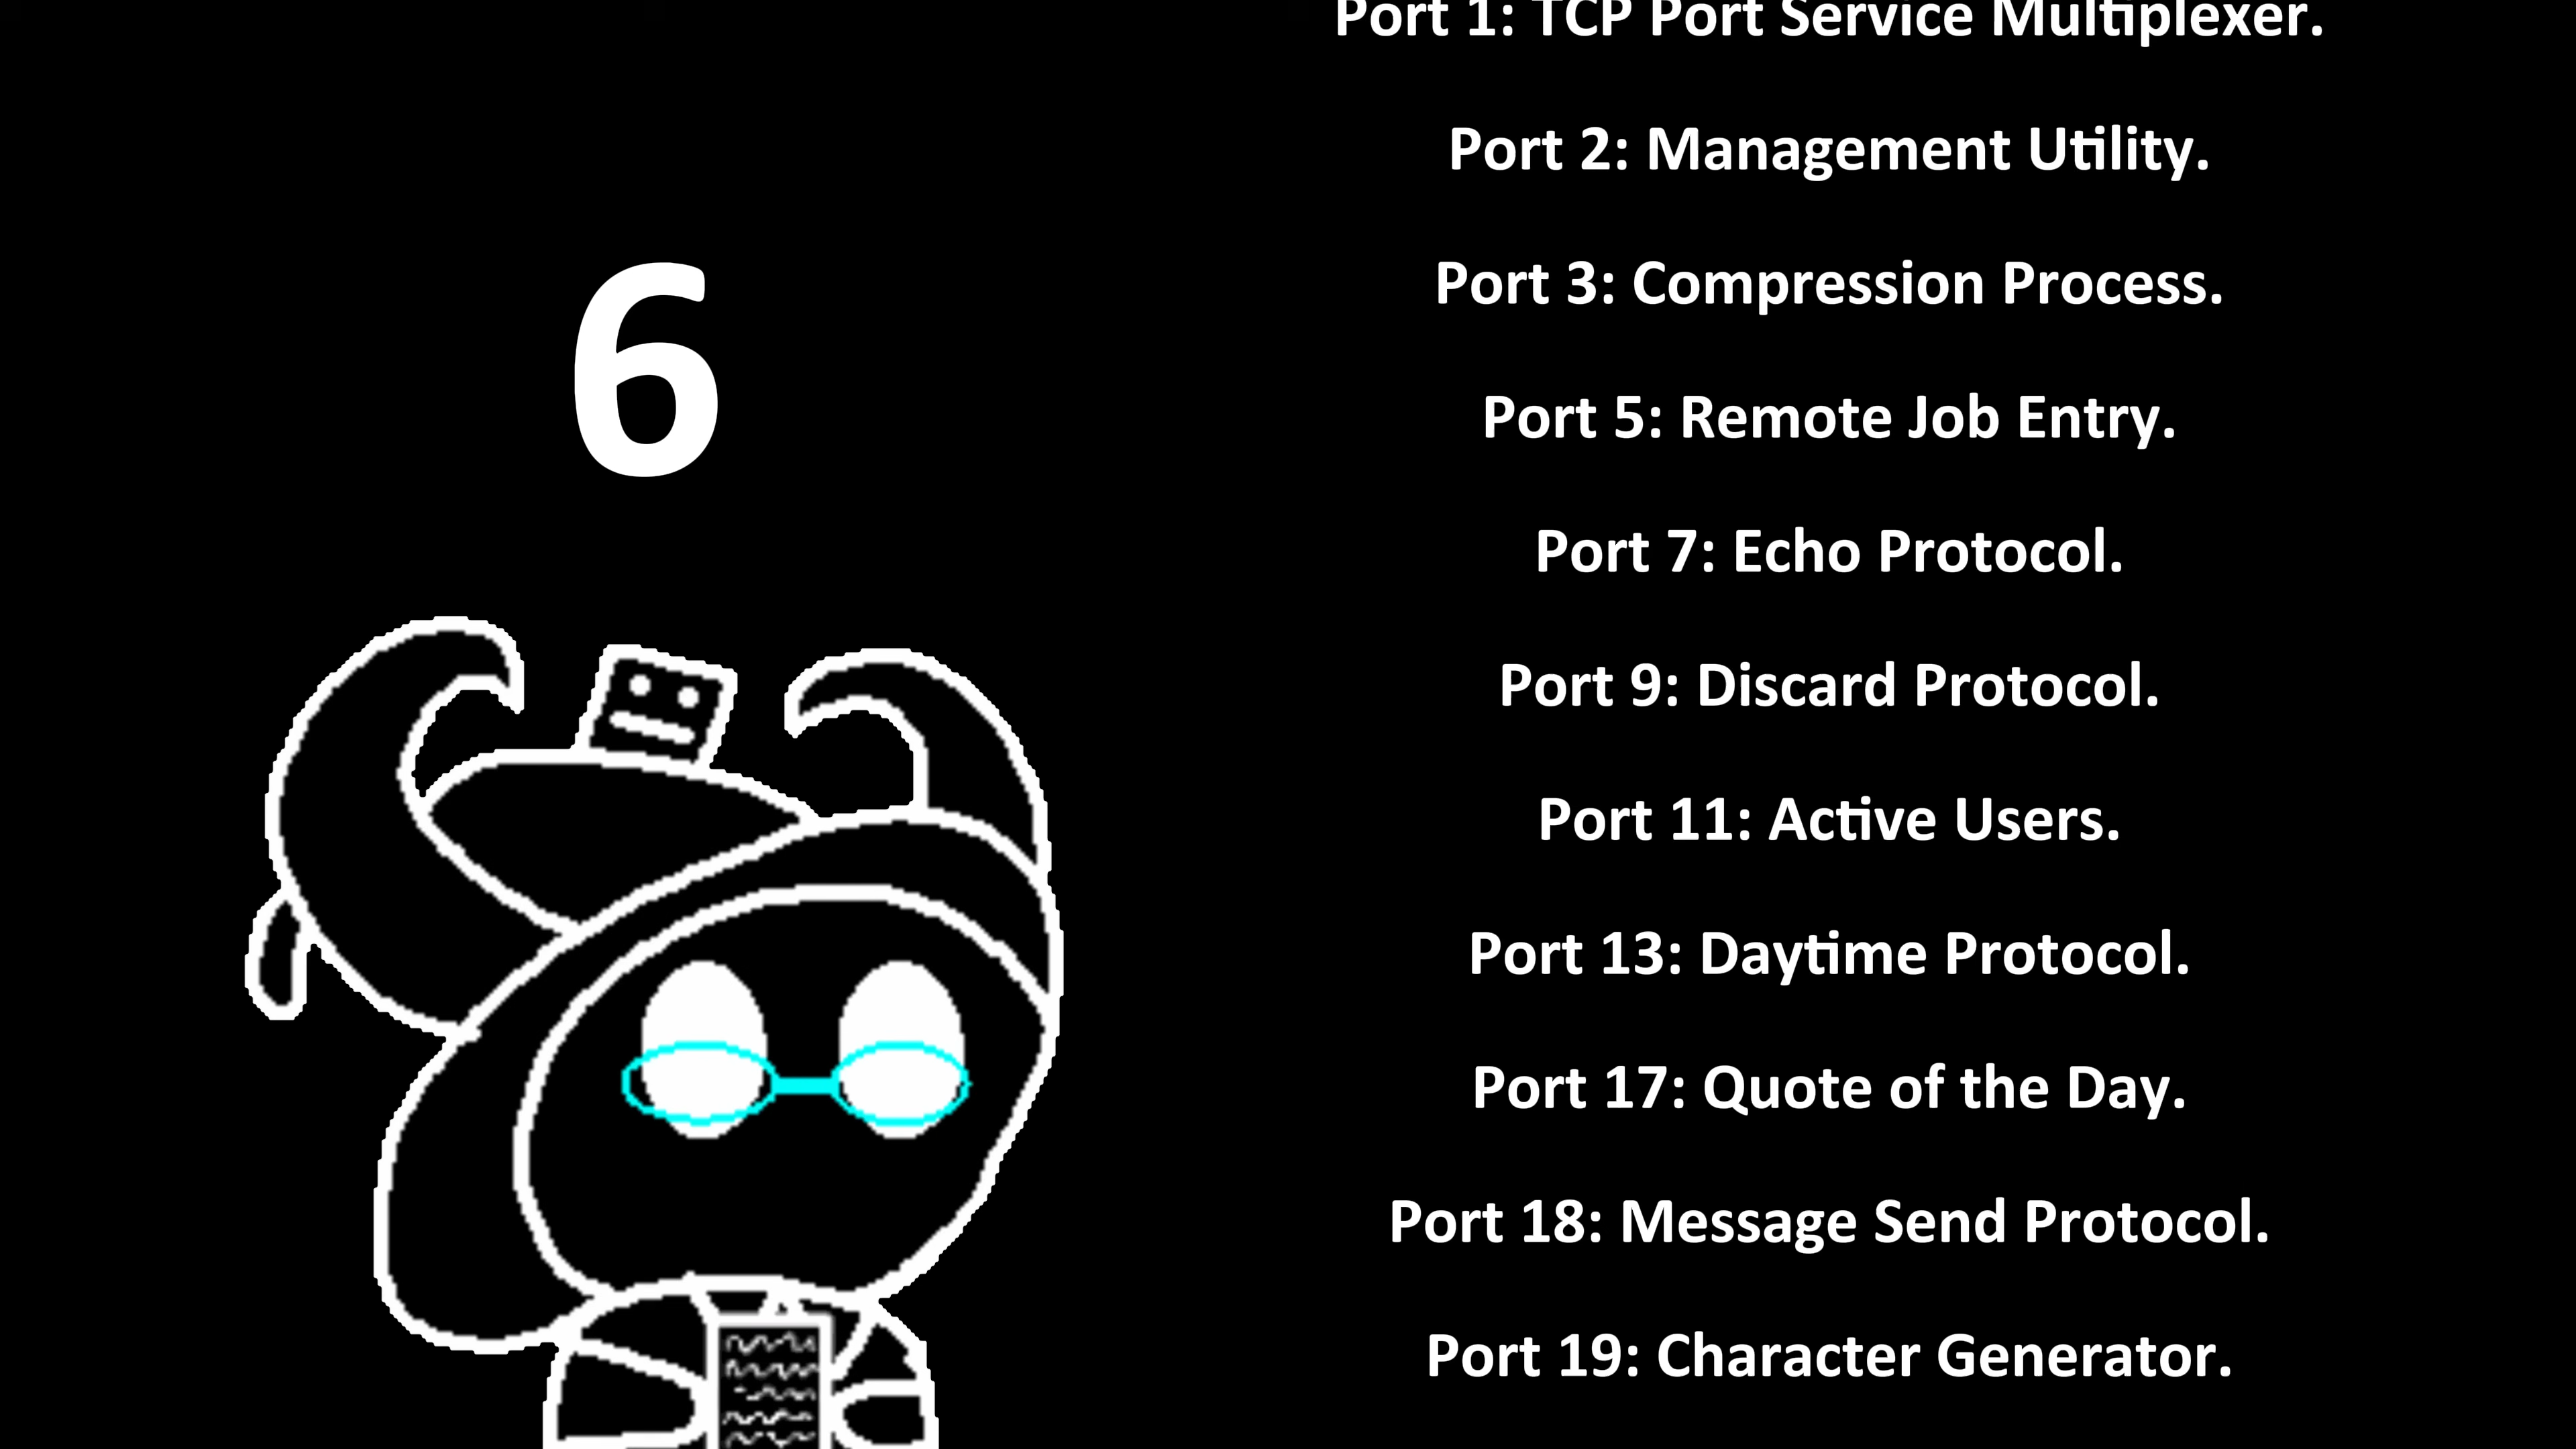 6
Port 1: TCP Port Service Multiplexer.
Port 2: Management Utility.
Port 3: Compression Process.
Port 5: Remote Job Entry.
Port 7: Echo Protocol.
Port 9: Discard Protocol.
Port 11: Active Users.
Port 13: Daytime Protocol.
Port 17: Quote of the Day.
Port 18: Message Send Protocol.
Port 19: Character Generator.